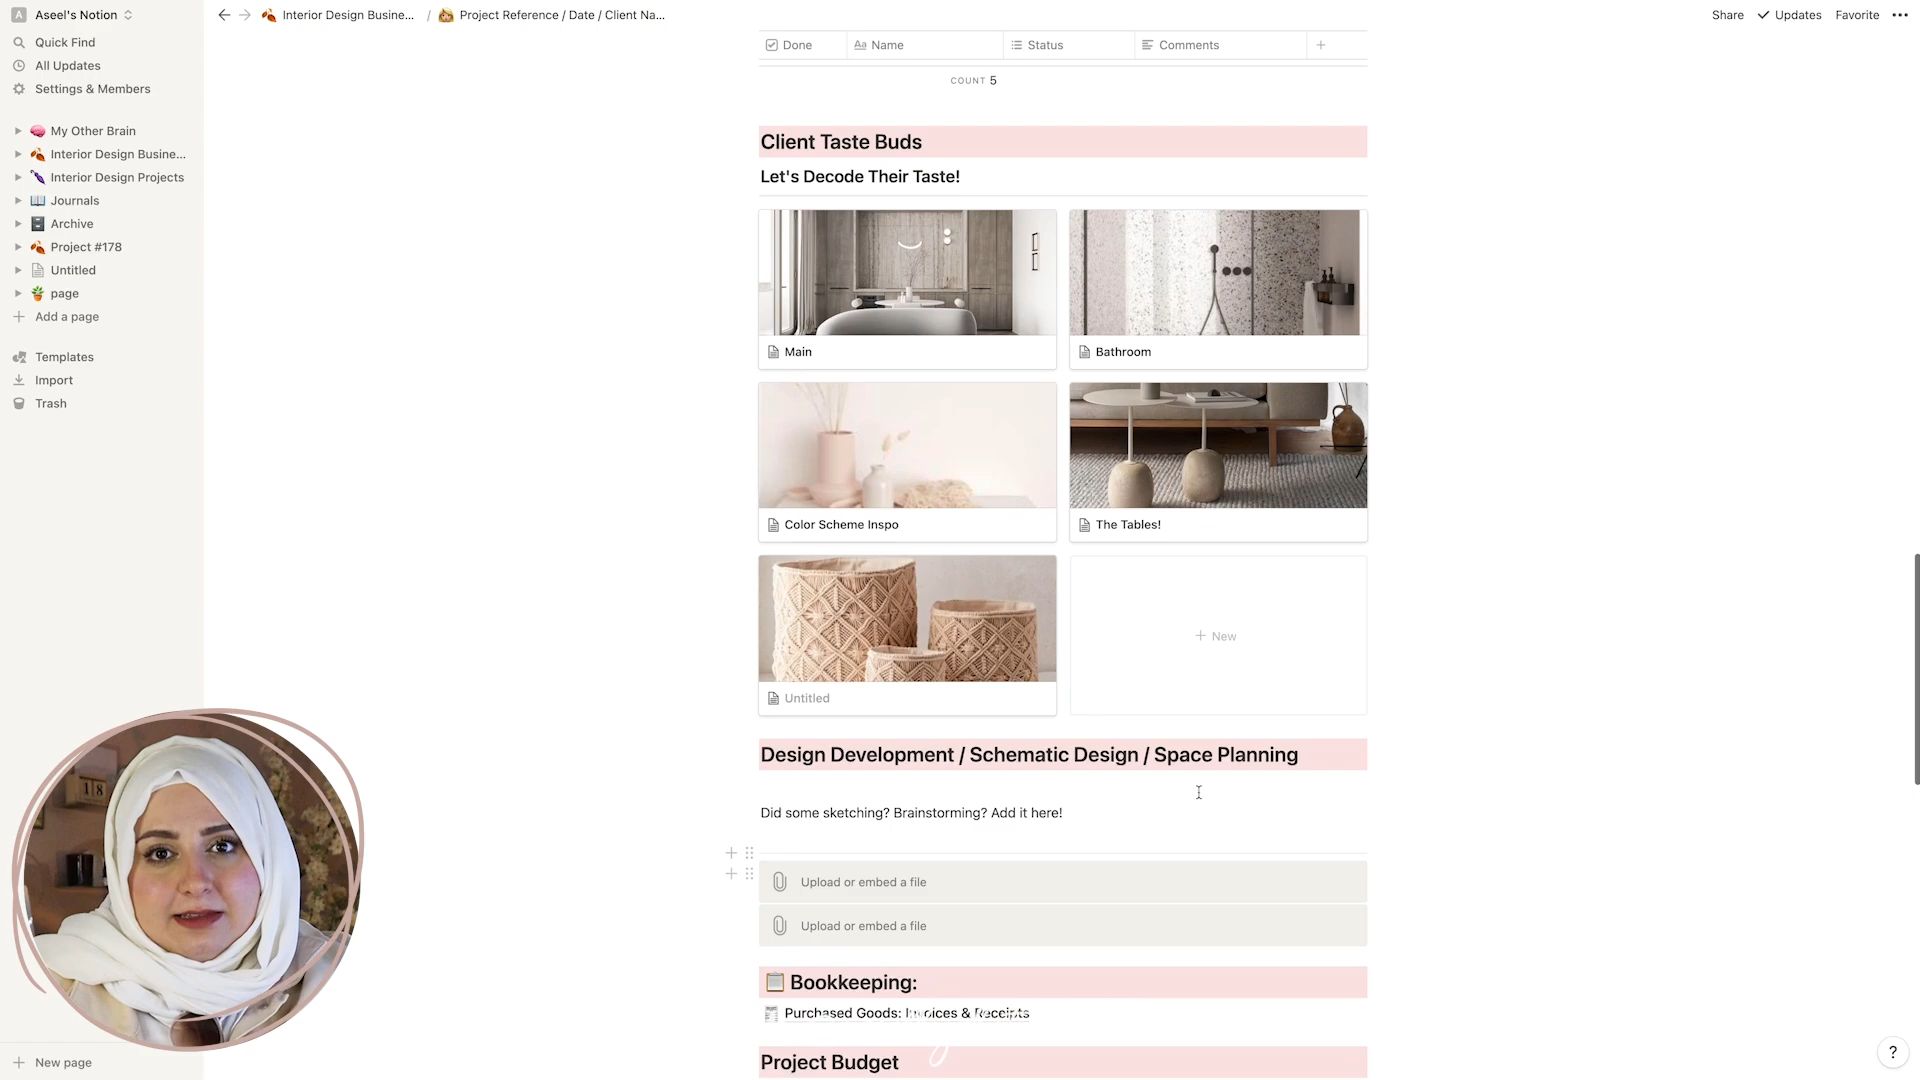 A Aseel's Notion
Quick Find
All Updates
Settings & Members
My Other Brain
Interior Design Busine...
Interior Design Projects
Journals
Archive
Project #178
Untitled
page
Add a page
Templates
Import
Trash
New page
Interior Design Busine... / Project Reference / Date / Client Na...
Share Updates Favorite
Done Aa Name Status Comments
COUNT 5
Client Taste Buds
Let's Decode Their Taste!
Main
Bathroom
Color Scheme Inspo
The Tables!
Untitled
New
Design Development / Schematic Design / Space Planning
Did some sketching? Brainstorming? Add it here!
Upload or embed a file
Upload or embed a file
Bookkeeping:
Purchased Goods: Invoices & Receipts
Project Budget
18
?